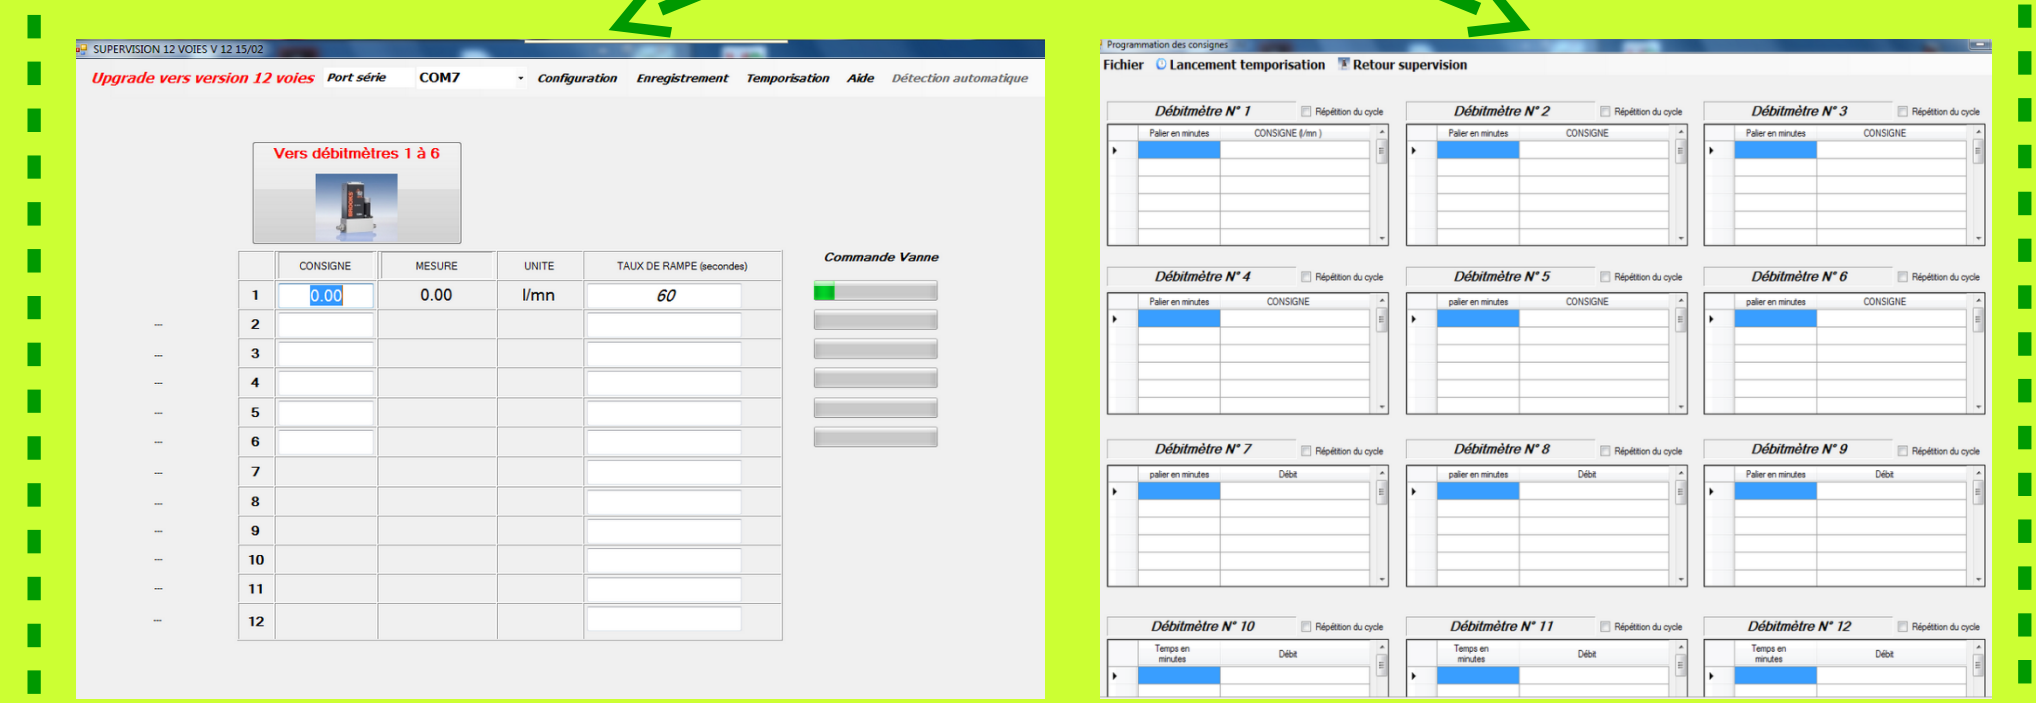 SUPERVISION 12 VOIES V 12 15/02
Upgrade vers version 12 voies Port série COM7 Configuration Enregistrement Temporisation Aide Détection automatique
Vers débitmètres 1 à 6
BROOKS
CONSIGNE MESURE UNITE TAUX DE RAMPE (secondes) Commande Vanne
1 0.00 0.00 l/mn 60
--- 2
--- 3
--- 4
--- 5
--- 6
--- 7
--- 8
--- 9
--- 10
--- 11
--- 12
Programmation des consignes
Fichier Lancement temporisation Retour supervision
Débitmètre N° 1 Répétition du cycle Débitmètre N° 2 Répétition du cycle Débitmètre N° 3 Répétition du cycle
Palier en minutes CONSIGNE (l/mn ) Palier en minutes CONSIGNE Palier en minutes CONSIGNE
Débitmètre N° 4 Répétition du cycle Débitmètre N° 5 Répétition du cycle Débitmètre N° 6 Répétition du cycle
Palier en minutes CONSIGNE palier en minutes CONSIGNE palier en minutes CONSIGNE
Débitmètre N° 7 Répétition du cycle Débitmètre N° 8 Répétition du cycle Débitmètre N° 9 Répétition du cycle
palier en minutes Débit palier en minutes Débit Palier en minutes Débit
Débitmètre N° 10 Répétition du cycle Débitmètre N° 11 Répétition du cycle Débitmètre N° 12 Répétition du cycle
Temps en minutes Débit Temps en minutes Débit Temps en minutes Débit